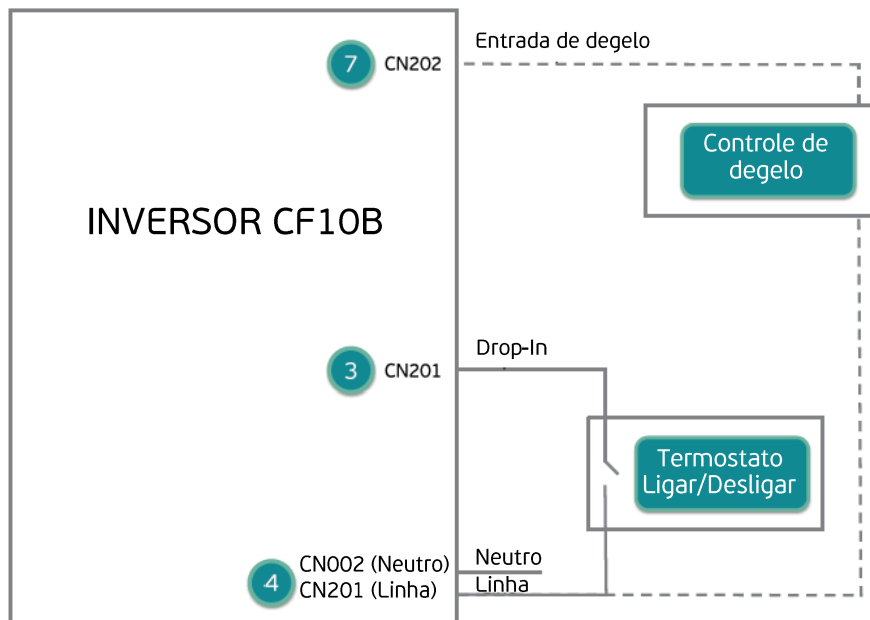 Entrada de degelo
7 CN202
Controle de
degelo
INVERSOR CF10B
Drop-In
3 CN201
Termostato
Ligar/Desligar
CN002 (Neutro) Neutro
4
CN201 (Linha) Linha